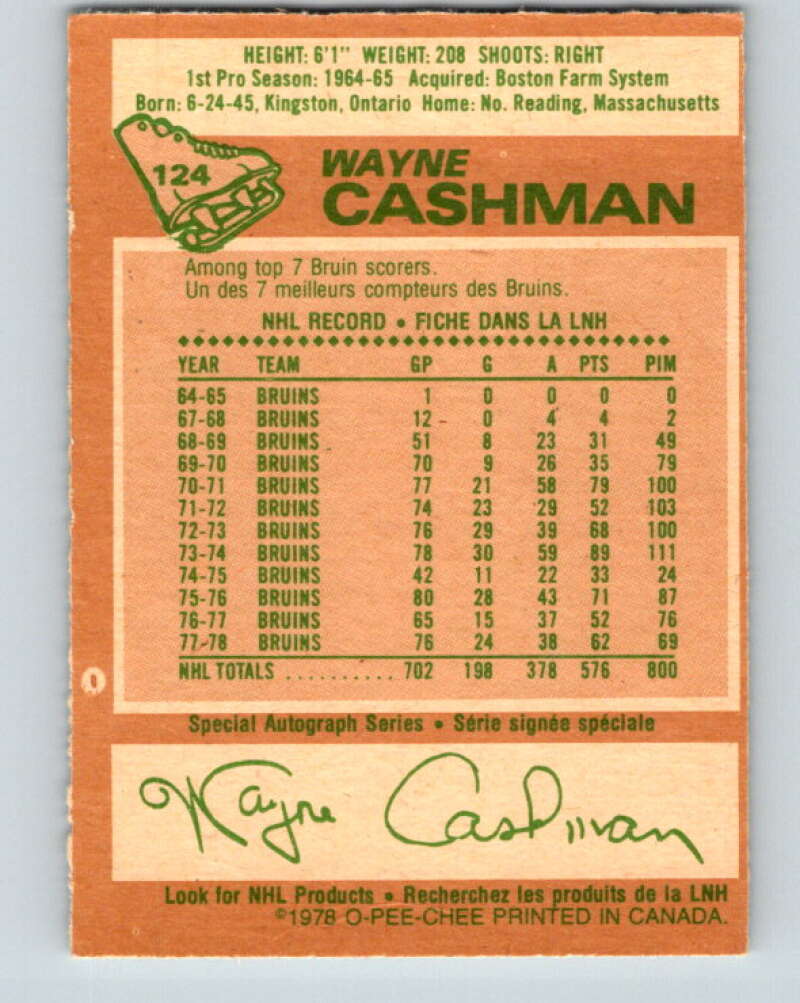 HEIGHT: 6'1" WEIGHT: 208 SHOOTS: RIGHT
1st Pro Season: 1964-65 Acquired: Boston Farm System
Born: 6-24-45, Kingston, Ontario Home: No. Reading, Massachusetts
124
WAYNE
CASHMAN
Among top 7 Bruin scorers.
Un des 7 meilleurs compteurs des Bruins.
NHL RECORD • FICHE DANS LA LNH
YEAR TEAM GP G A PTS PIM
64-65 BRUINS 1 0 0 0 0
67-68 BRUINS 12 0 4 4 2
68-69 BRUINS 51 8 23 31 49
69-70 BRUINS 70 9 26 35 79
70-71 BRUINS 77 21 58 79 100
71-72 BRUINS 74 23 29 52 103
72-73 BRUINS 76 29 39 68 100
73-74 BRUINS 78 30 59 89 111
74-75 BRUINS 42 11 22 33 24
75-76 BRUINS 80 28 43 71 87
76-77 BRUINS 65 15 37 52 76
77-78 BRUINS 76 24 38 62 69
NHL TOTALS .......... 702 198 378 576 800
Special Autograph Series • Série signée spéciale
Wayne Cashman
Look for NHL Products • Recherchez les produits de la LNH
©1978 O-PEE-CHEE PRINTED IN CANADA.